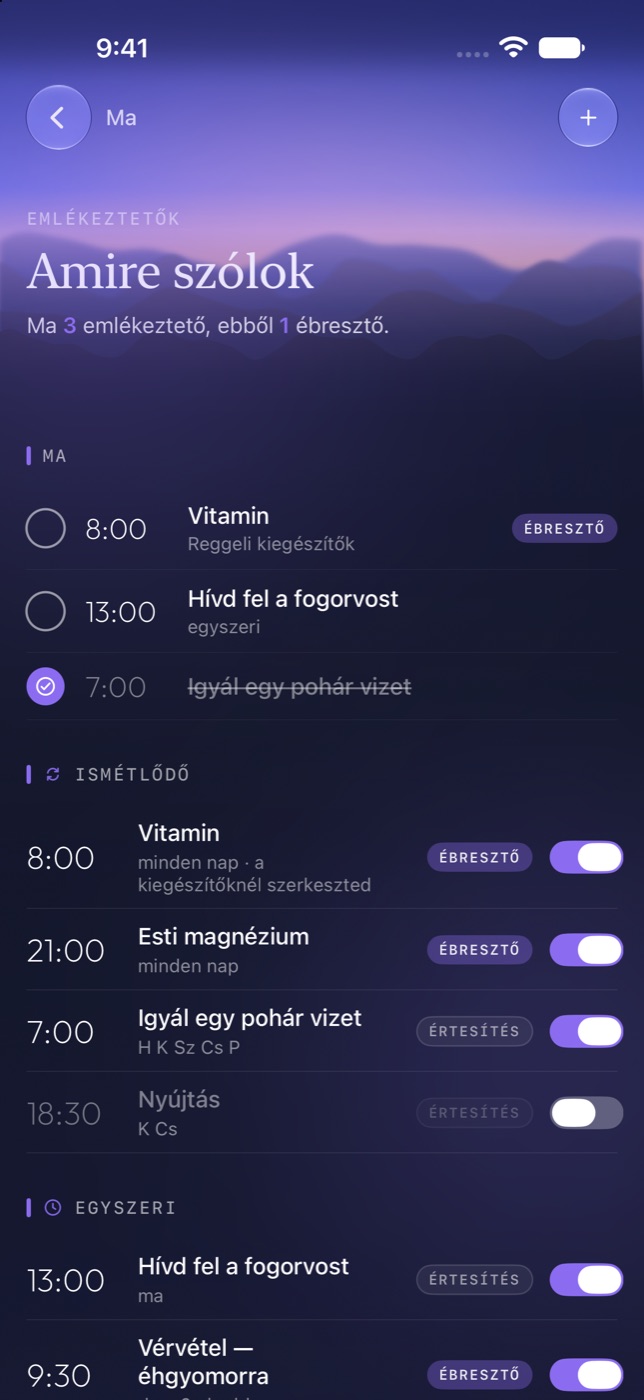 9:41
Ma
EMLÉKEZTETŐK
Amire szólok
Ma 3 emlékeztető, ebből 1 ébresztő.
MA
8:00 Vitamin ÉBRESZTŐ
Reggeli kiegészítők
13:00 Hívd fel a fogorvost
egyszeri
7:00 Igyál egy pohár vizet
ISMÉTLŐDŐ
8:00 Vitamin ÉBRESZTŐ
minden nap · a
kiegészítőknél szerkeszted
21:00 Esti magnézium ÉBRESZTŐ
minden nap
7:00 Igyál egy pohár vizet ÉRTESÍTÉS
H K Sz Cs P
18:30 Nyújtás ÉRTESÍTÉS
K Cs
EGYSZERI
13:00 Hívd fel a fogorvost ÉRTESÍTÉS
ma
9:30 Vérvétel — ÉBRESZTŐ
éhgyomorra